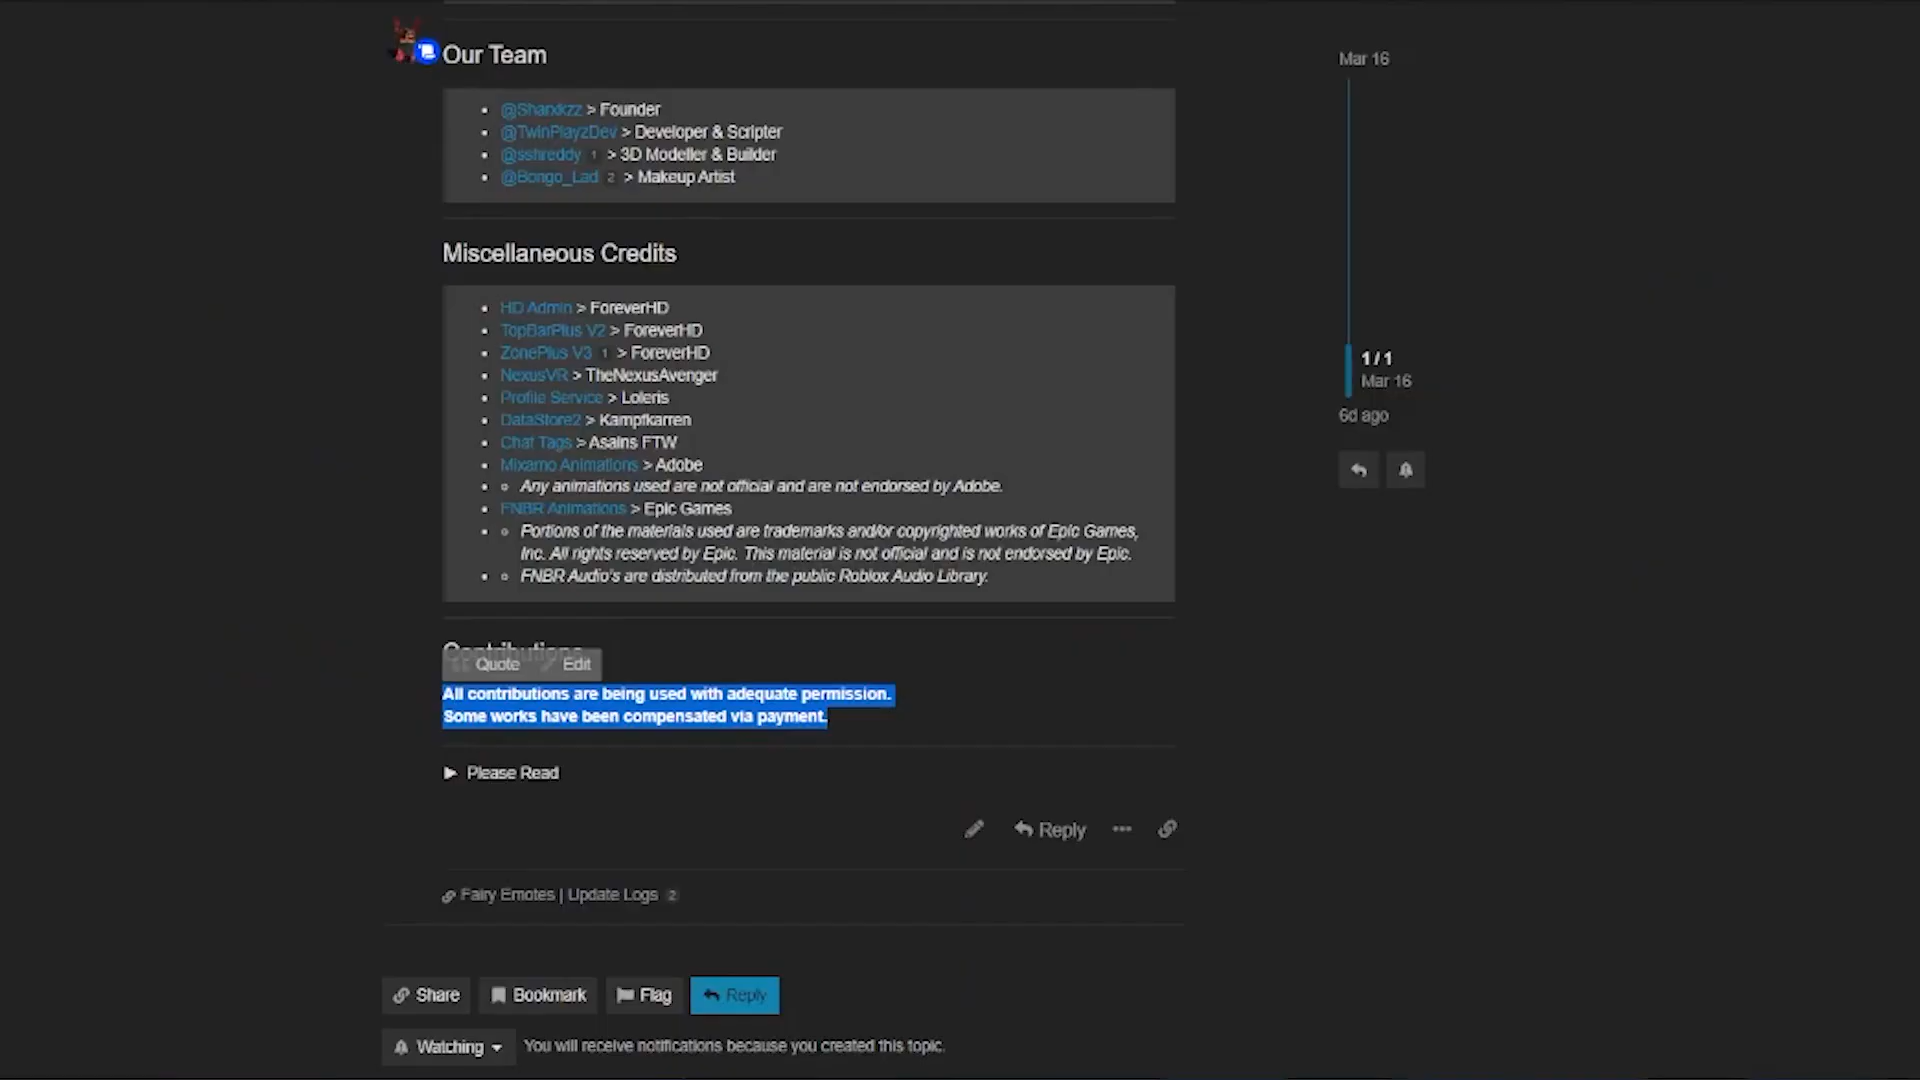 Our Team
Mar 16
@Sharxkzz > Founder
@TwinPlayzDev > Developer & Scripter
@sshreddy 1 > 3D Modeller & Builder
@Bongo_Lad 2 > Makeup Artist
Miscellaneous Credits
HD Admin > ForeverHD
TopBarPlus V2 > ForeverHD
ZonePlus V3 1 > ForeverHD
NexusVR > TheNexusAvenger
Profile Service > Loleris
DataStore2 > Kampfkarren
Chat Tags > Asains FTW
Mixamo Animations > Adobe
Any animations used are not official and are not endorsed by Adobe.
FNBR Animations > Epic Games
Portions of the materials used are trademarks and/or copyrighted works of Epic Games,
Inc. All rights reserved by Epic. This material is not official and is not endorsed by Epic.
FNBR Audio's are distributed from the public Roblox Audio Library.
1 / 1
Mar 16
6d ago
Contributions
Quote Edit
All contributions are being used with adequate permission.
Some works have been compensated via payment.
Please Read
Reply
Fairy Emotes | Update Logs 2
Share Bookmark Flag Reply
Watching You will receive notifications because you created this topic.